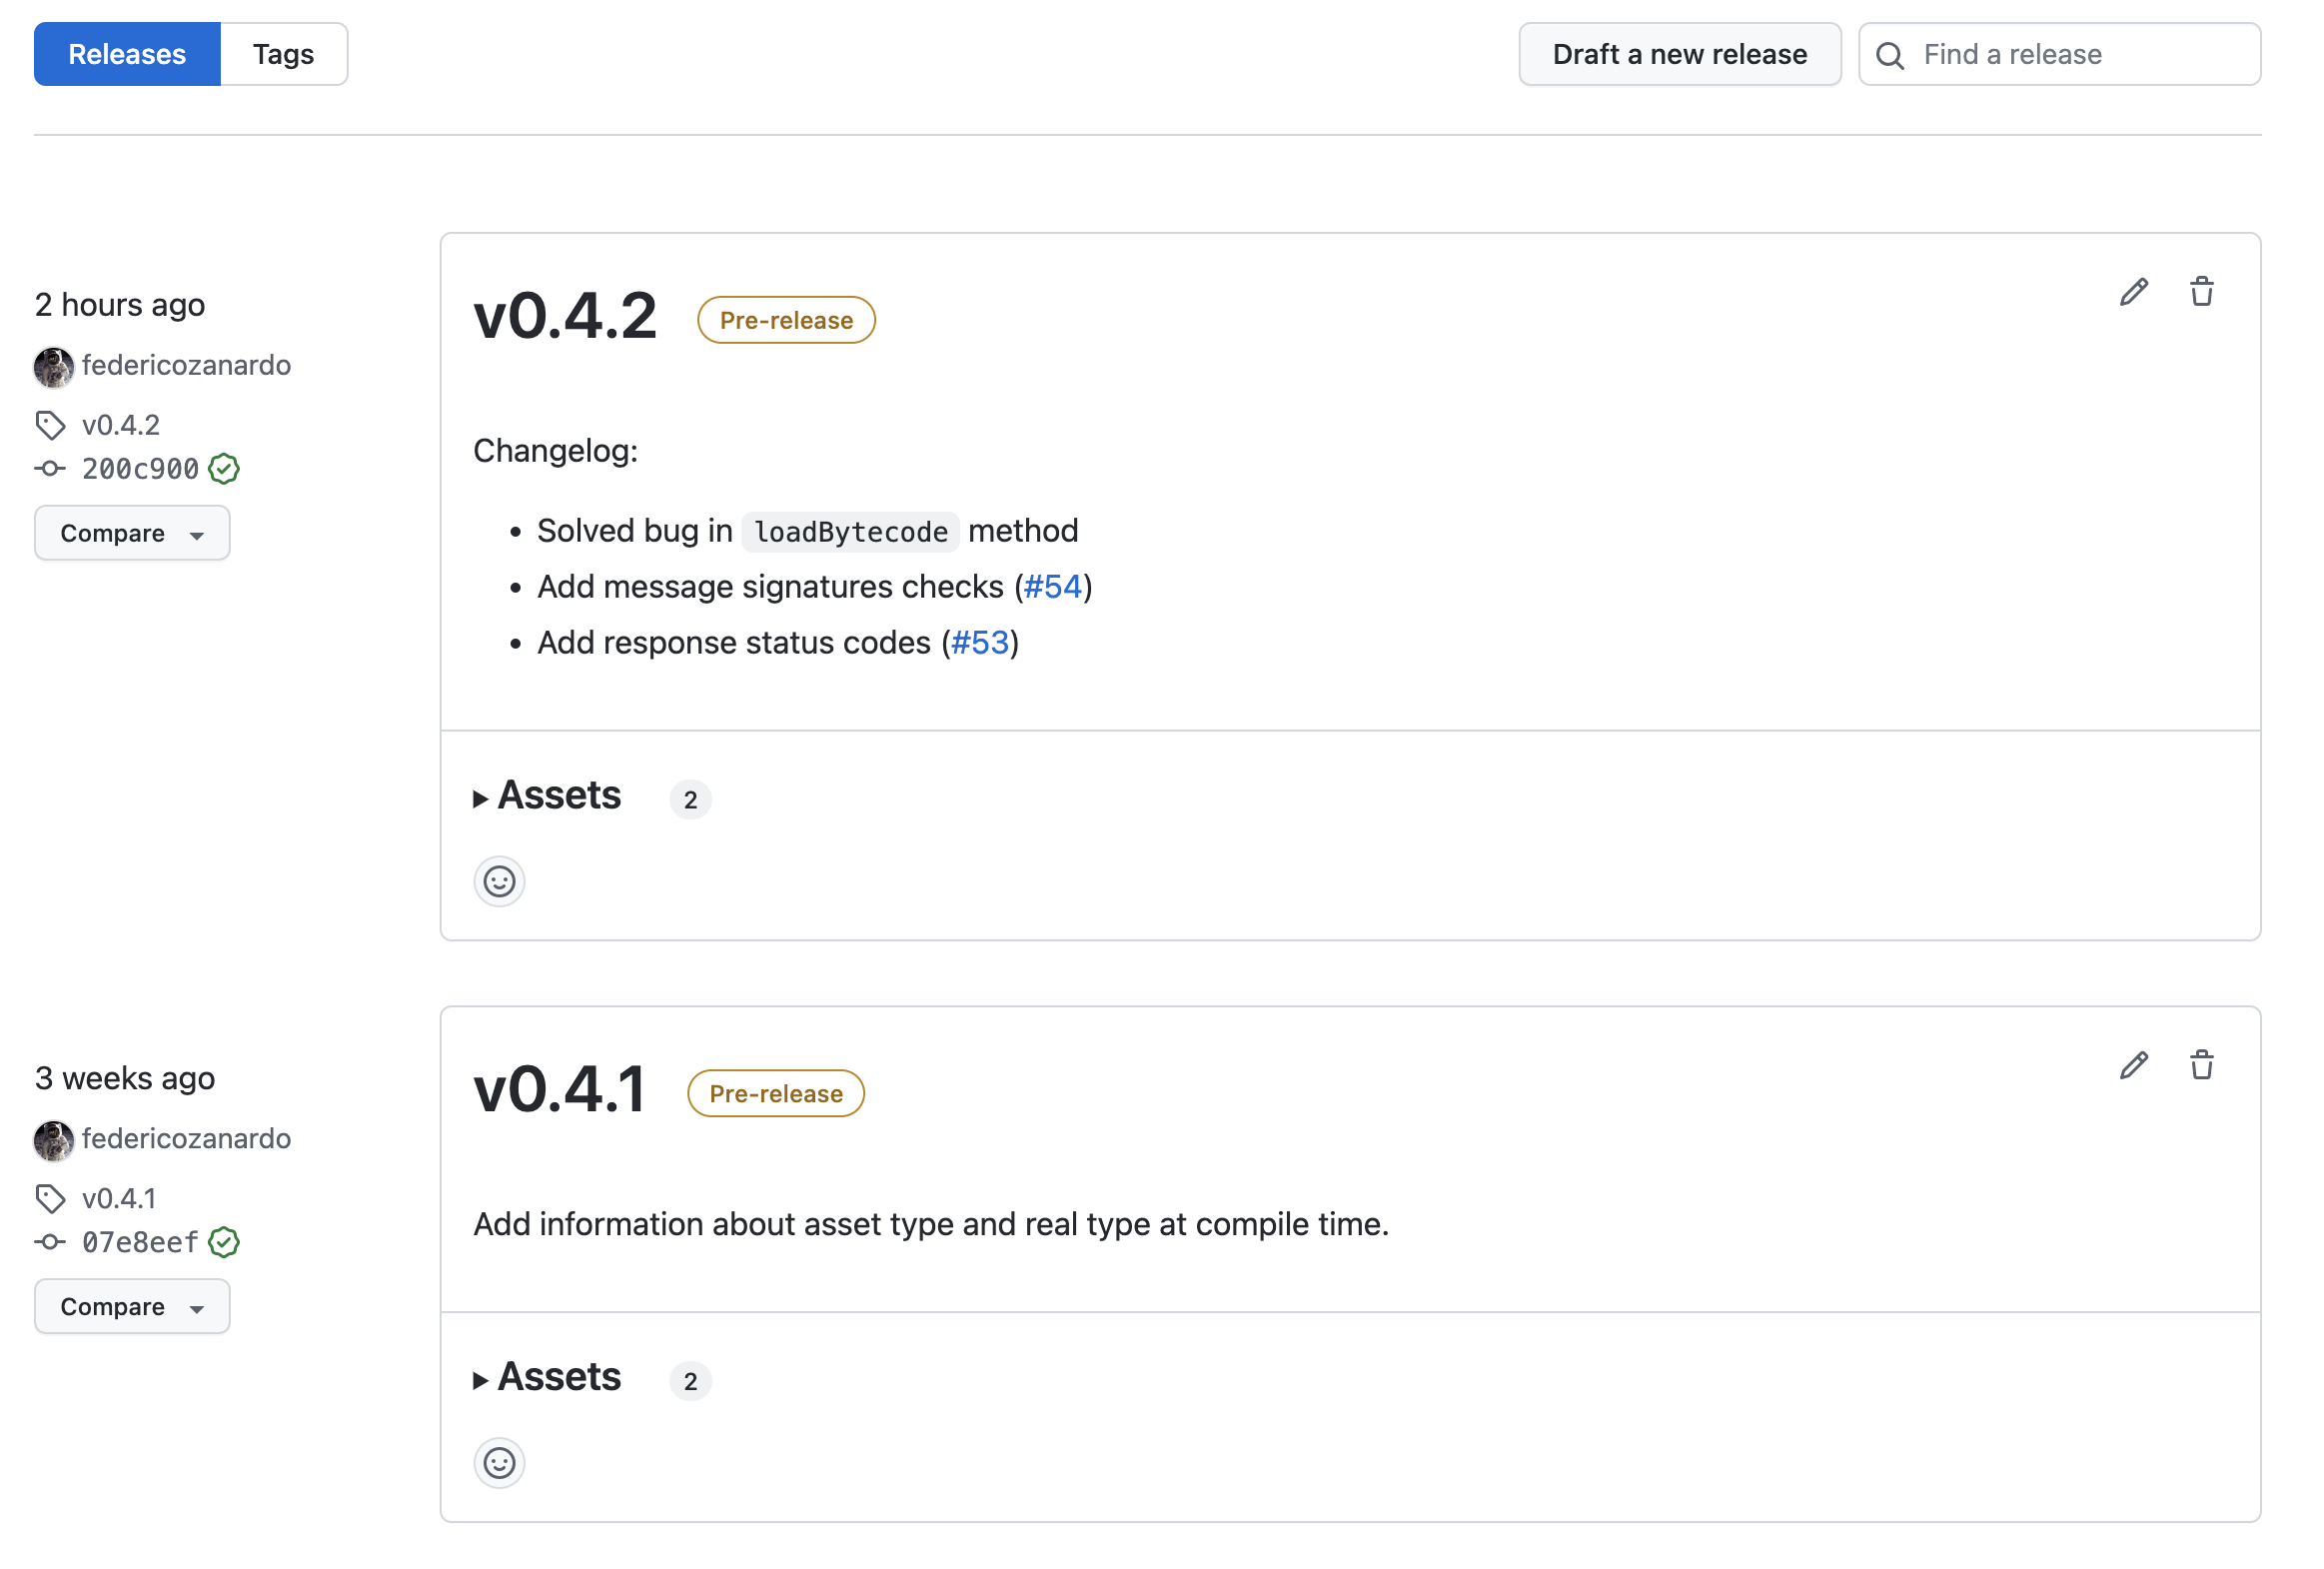 Releases
Tags
Draft a new release
Find a release
2 hours ago
federicozanardo
v0.4.2
200c900
Compare
v0.4.2 Pre-release
Changelog:
Solved bug in loadBytecode method
Add message signatures checks (#54)
Add response status codes (#53)
Assets 2
3 weeks ago
federicozanardo
v0.4.1
07e8eef
Compare
v0.4.1 Pre-release
Add information about asset type and real type at compile time.
Assets 2